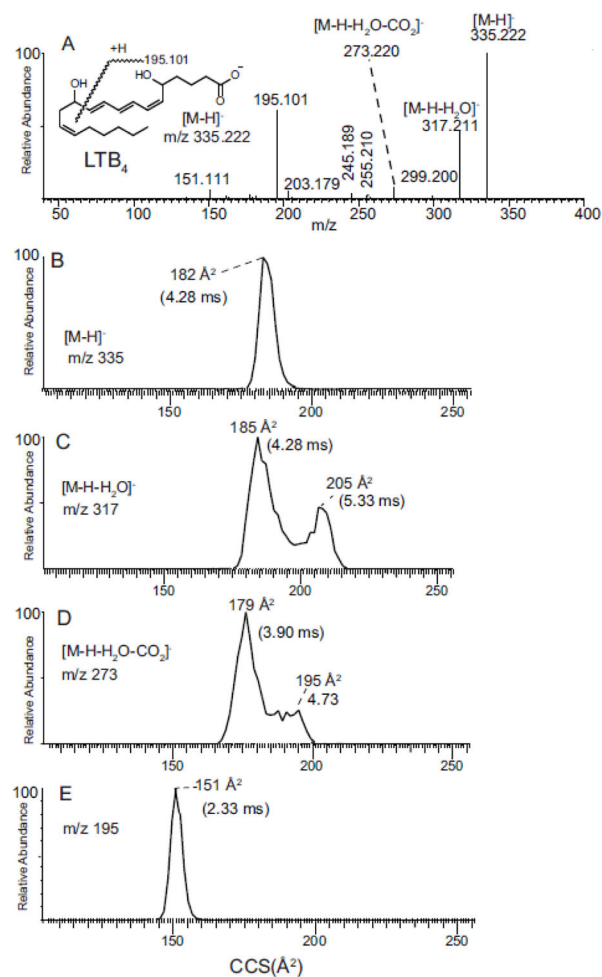 A
[M-H-H₂O-CO₂]⁻
273.220
[M-H]⁻
335.222
+H
195.101
OH
HO
O
O⁻
[M-H]⁻
m/z 335.222
LTB₄
195.101
[M-H-H₂O]⁻
317.211
151.111
203.179
245.189
255.210
299.200
Relative Abundance
100
50
50 100 150 200 250 300 350 400
m/z
B
100
182 Å²
(4.28 ms)
[M-H]⁻
m/z 335
Relative Abundance
150 200 250
C
100
185 Å²
(4.28 ms)
[M-H-H₂O]⁻
m/z 317
205 Å²
(5.33 ms)
Relative Abundance
150 200 250
D
100
179 Å²
(3.90 ms)
[M-H-H₂O-CO₂]⁻
m/z 273
195 Å²
4.73
Relative Abundance
150 200 250
E
100
151 Å²
(2.33 ms)
m/z 195
Relative Abundance
150 200 250
CCS(Å²)